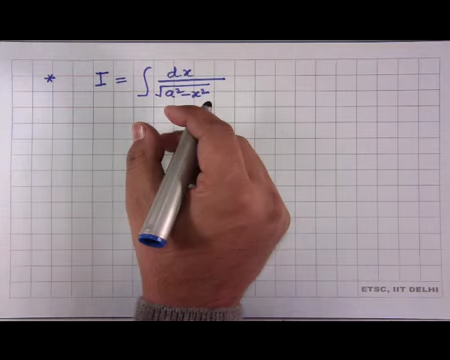 * I = ∫ dx / √(a² - x²)
ETSC, IIT DELHI